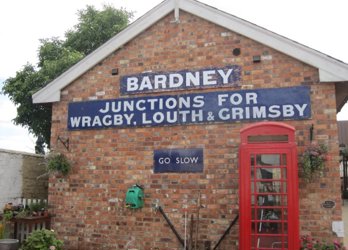 BARDNEY
JUNCTIONS FOR
WRAGBY, LOUTH & GRIMSBY
GO SLOW